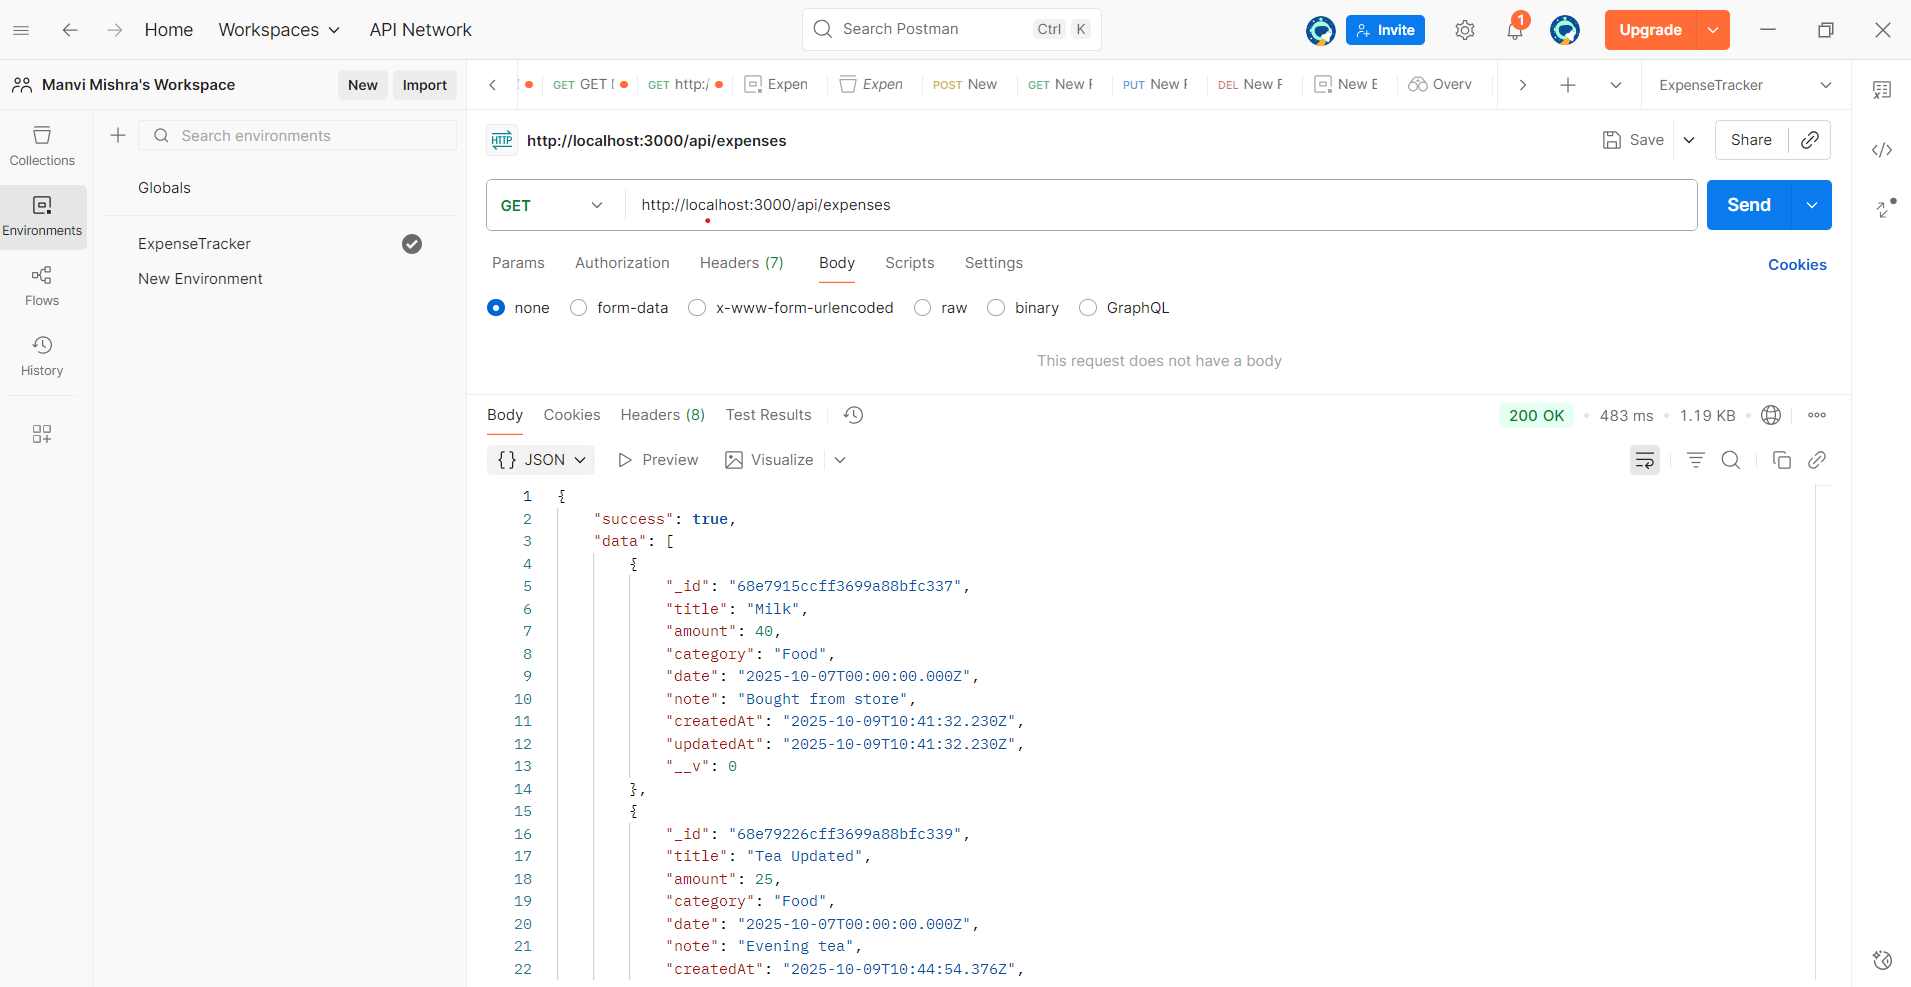 Home Workspaces API Network Search Postman Ctrl K Invite 1 Upgrade
Manvi Mishra's Workspace New Import
GET GET GET http:/ Expen Expen POST New GET New PUT New DEL New New E Overv ExpenseTracker
Collections
Environments
Flows
History
Search environments
Globals
ExpenseTracker
New Environment
HTTP http://localhost:3000/api/expenses Save Share
GET http://localhost:3000/api/expenses Send
Params Authorization Headers (7) Body Scripts Settings Cookies
none form-data x-www-form-urlencoded raw binary GraphQL
This request does not have a body
Body Cookies Headers (8) Test Results 200 OK 483 ms 1.19 KB
{} JSON Preview Visualize
1 {
2 "success": true,
3 "data": [
4 {
5 "_id": "68e7915ccff3699a88bfc337",
6 "title": "Milk",
7 "amount": 40,
8 "category": "Food",
9 "date": "2025-10-07T00:00:00.000Z",
10 "note": "Bought from store",
11 "createdAt": "2025-10-09T10:41:32.230Z",
12 "updatedAt": "2025-10-09T10:41:32.230Z",
13 "__v": 0
14 },
15 {
16 "_id": "68e79226cff3699a88bfc339",
17 "title": "Tea Updated",
18 "amount": 25,
19 "category": "Food",
20 "date": "2025-10-07T00:00:00.000Z",
21 "note": "Evening tea",
22 "createdAt": "2025-10-09T10:44:54.376Z",